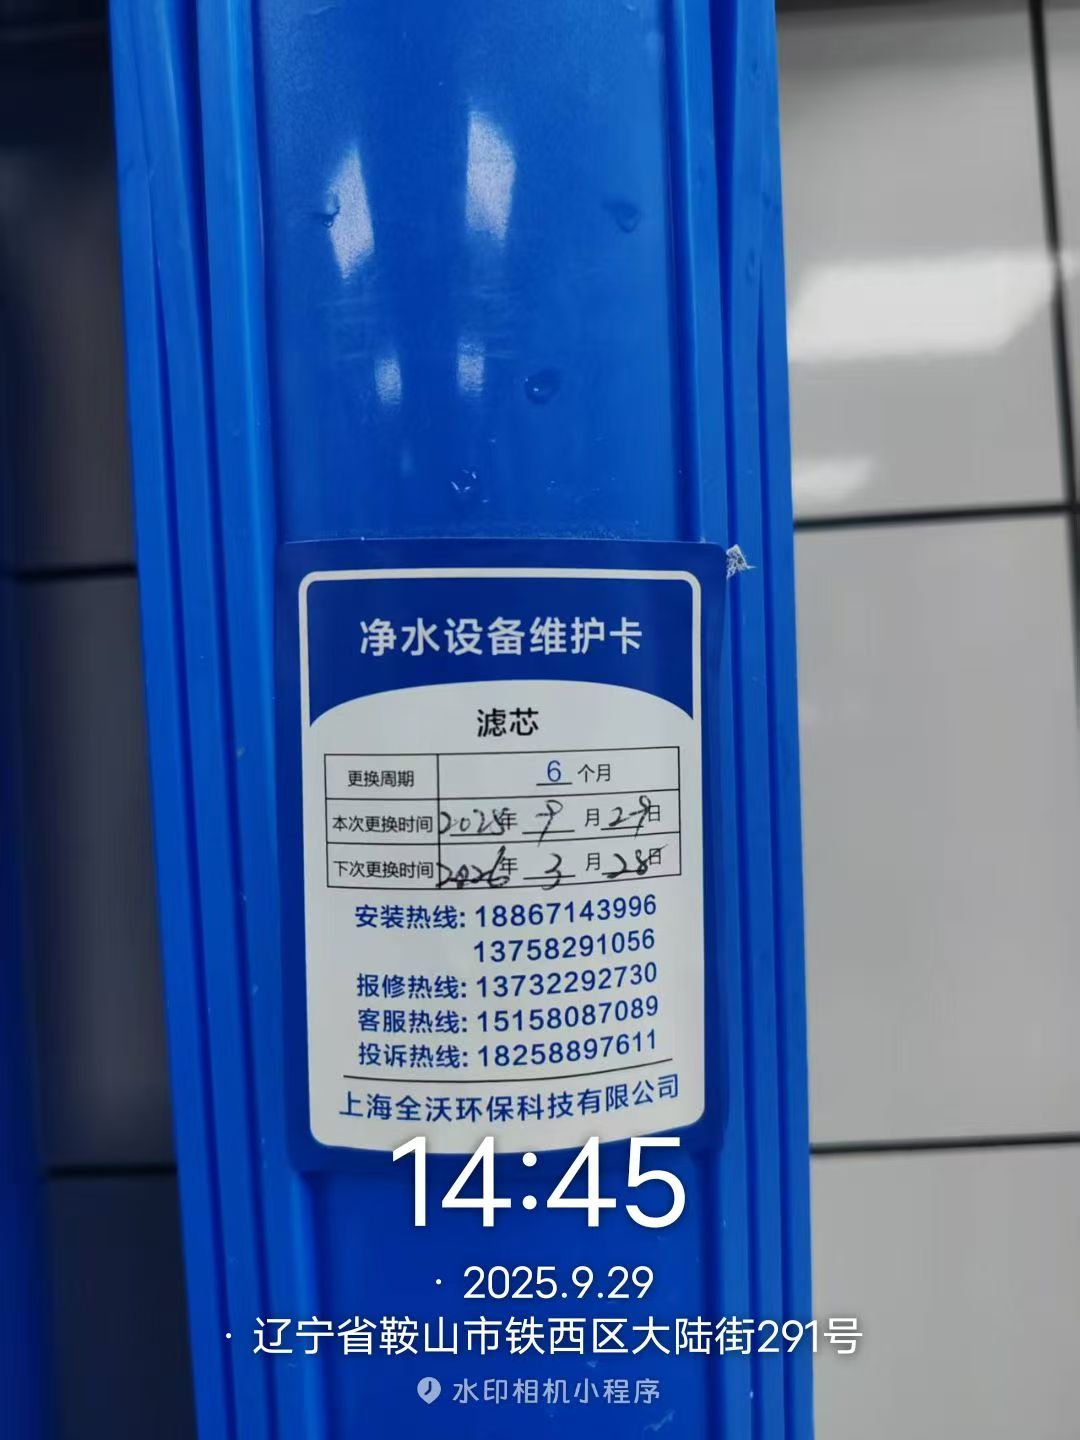 净水设备维护卡
滤芯
更换周期 6 个月
本次更换时间 2025年 9 月 29日
下次更换时间 2026年 3 月 28日
安装热线: 18867143996
13758291056
报修热线: 13732292730
客服热线: 15158087089
投诉热线: 18258897611
上海全沃环保科技有限公司
14:45
· 2025.9.29
· 辽宁省鞍山市铁西区大陆街291号
水印相机小程序